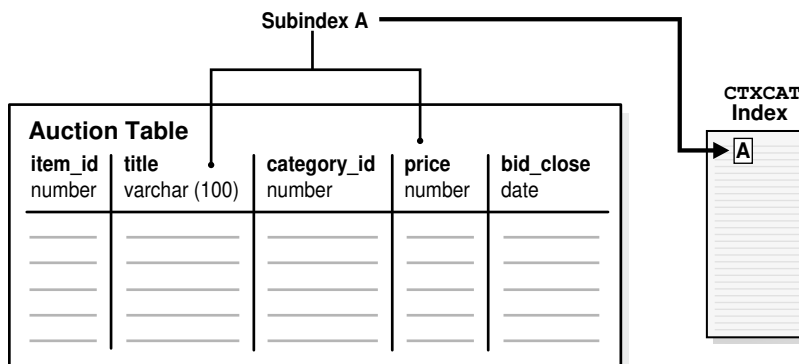 Subindex A
CTXCAT
Index
A
Auction Table
item_id title category_id price bid_close
number varchar (100) number number date